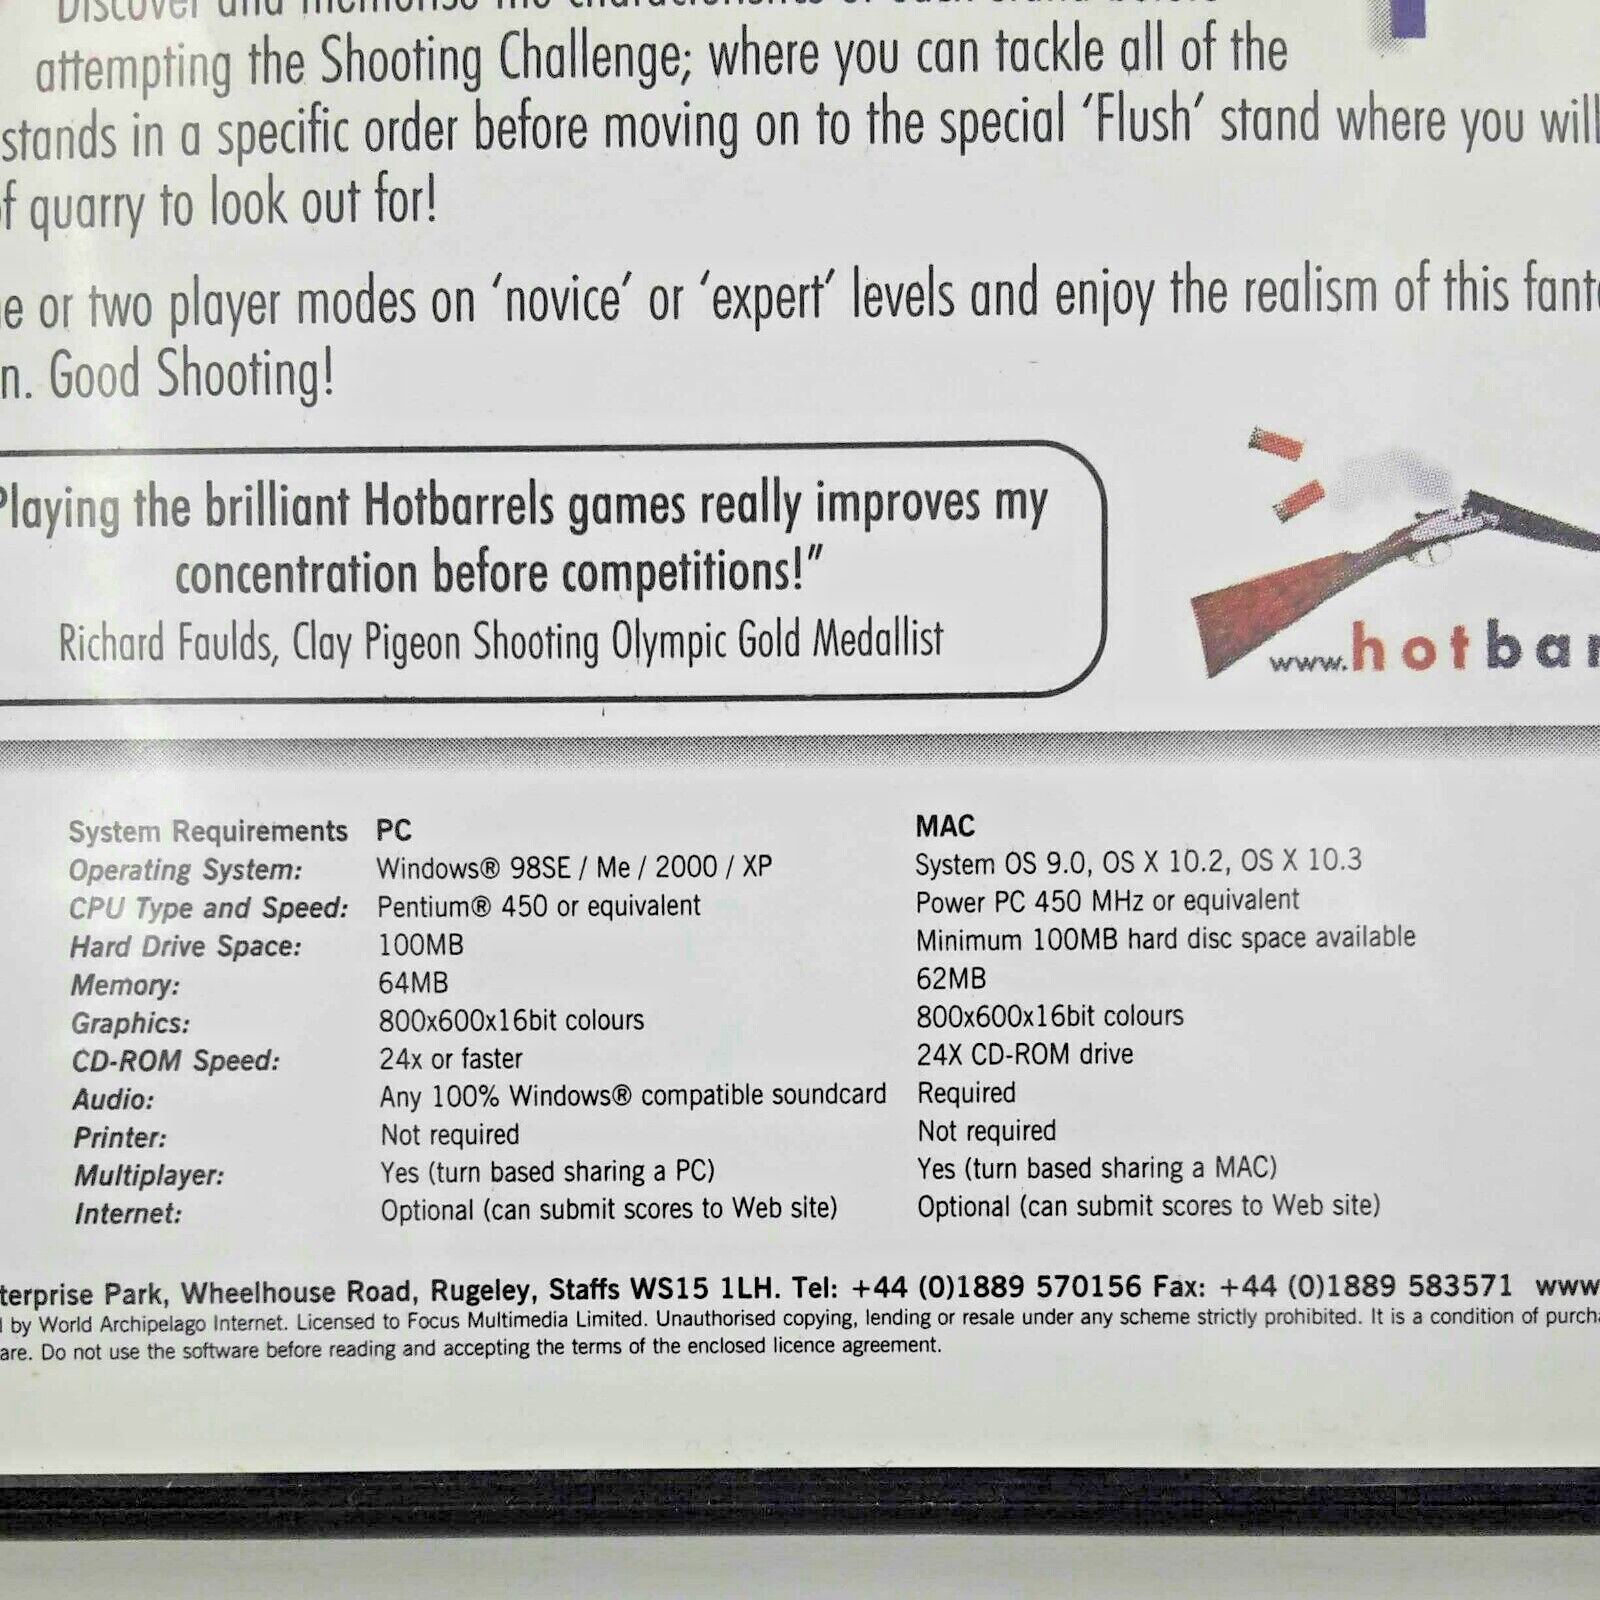 Discover and memorise the characteristics of each stand before
attempting the Shooting Challenge; where you can tackle all of the
stands in a specific order before moving on to the special ‘Flush’ stand where you will
of quarry to look out for!
or two player modes on ‘novice’ or ‘expert’ levels and enjoy the realism of this
Good Shooting!
Playing the brilliant Hotbarrels games really improves my
concentration before competitions!”
Richard Faulds, Clay Pigeon Shooting Olympic Gold Medallist
www.hotbar
System Requirements PC MAC
Operating System: Windows® 98SE / Me / 2000 / XP System OS 9.0, OS X 10.2, OS X 10.3
CPU Type and Speed: Pentium® 450 or equivalent Power PC 450 MHz or equivalent
Hard Drive Space: 100MB Minimum 100MB hard disc space available
Memory: 64MB 62MB
Graphics: 800x600x16bit colours 800x600x16bit colours
CD-ROM Speed: 24x or faster 24X CD-ROM drive
Audio: Any 100% Windows® compatible soundcard Required
Printer: Not required Not required
Multiplayer: Yes (turn based sharing a PC) Yes (turn based sharing a MAC)
Internet: Optional (can submit scores to Web site) Optional (can submit scores to Web site)
terprise Park, Wheelhouse Road, Rugeley, Staffs WS15 1LH. Tel: +44 (0)1889 570156 Fax: +44 (0)1889 583571 www
by World Archipelago Internet. Licensed to Focus Multimedia Limited. Unauthorised copying, lending or resale under any scheme strictly prohibited. It is a condition of purch
are. Do not use the software before reading and accepting the terms of the enclosed licence agreement.